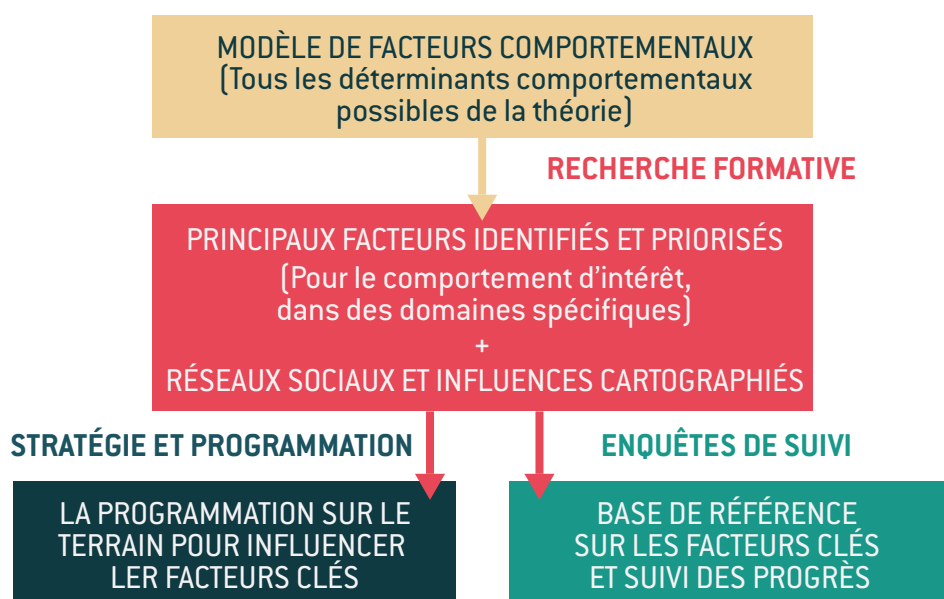 MODÈLE DE FACTEURS COMPORTEMENTAUX
(Tous les déterminants comportementaux
possibles de la théorie)
RECHERCHE FORMATIVE
PRINCIPAUX FACTEURS IDENTIFIÉS ET PRIORISÉS
(Pour le comportement d’intérêt,
dans des domaines spécifiques)
+
RÉSEAUX SOCIAUX ET INFLUENCES CARTOGRAPHIÉS
STRATÉGIE ET PROGRAMMATION
ENQUÊTES DE SUIVI
LA PROGRAMMATION SUR LE
TERRAIN POUR INFLUENCER
LER FACTEURS CLÉS
BASE DE RÉFÉRENCE
SUR LES FACTEURS CLÉS
ET SUIVI DES PROGRÈS